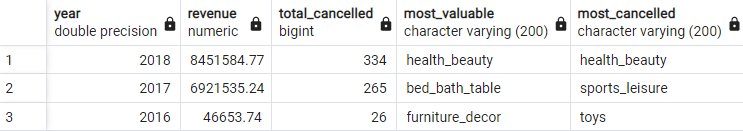 year revenue total_cancelled most_valuable most_cancelled
double precision numeric bigint character varying (200) character varying (200)
1 2018 8451584.77 334 health_beauty health_beauty
2 2017 6921535.24 265 bed_bath_table sports_leisure
3 2016 46653.74 26 furniture_decor toys